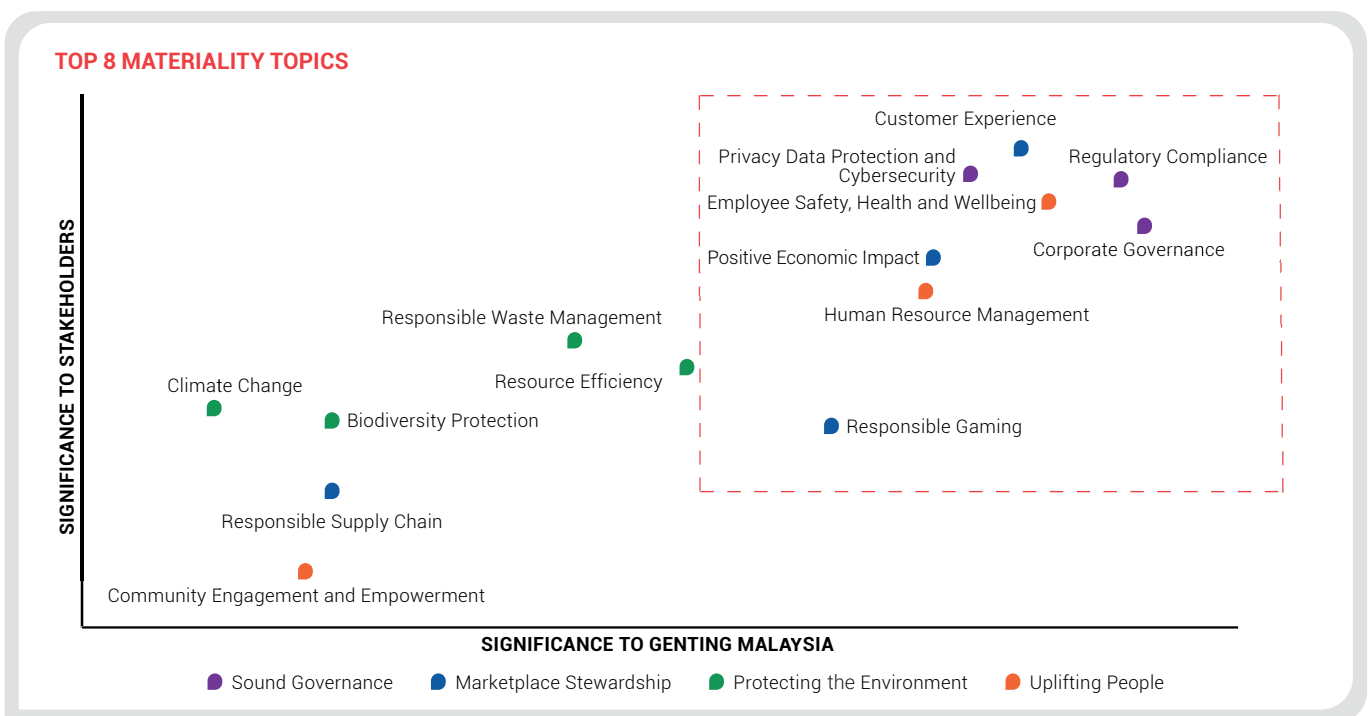 TOP 8 MATERIALITY TOPICS
SIGNIFICANCE TO STAKEHOLDERS
Customer Experience
Privacy Data Protection and
Cybersecurity
Regulatory Compliance
Employee Safety, Health and Wellbeing
Corporate Governance
Positive Economic Impact
Human Resource Management
Responsible Waste Management
Resource Efficiency
Climate Change
Biodiversity Protection
Responsible Gaming
Responsible Supply Chain
Community Engagement and Empowerment
SIGNIFICANCE TO GENTING MALAYSIA
Sound Governance
Marketplace Stewardship
Protecting the Environment
Uplifting People